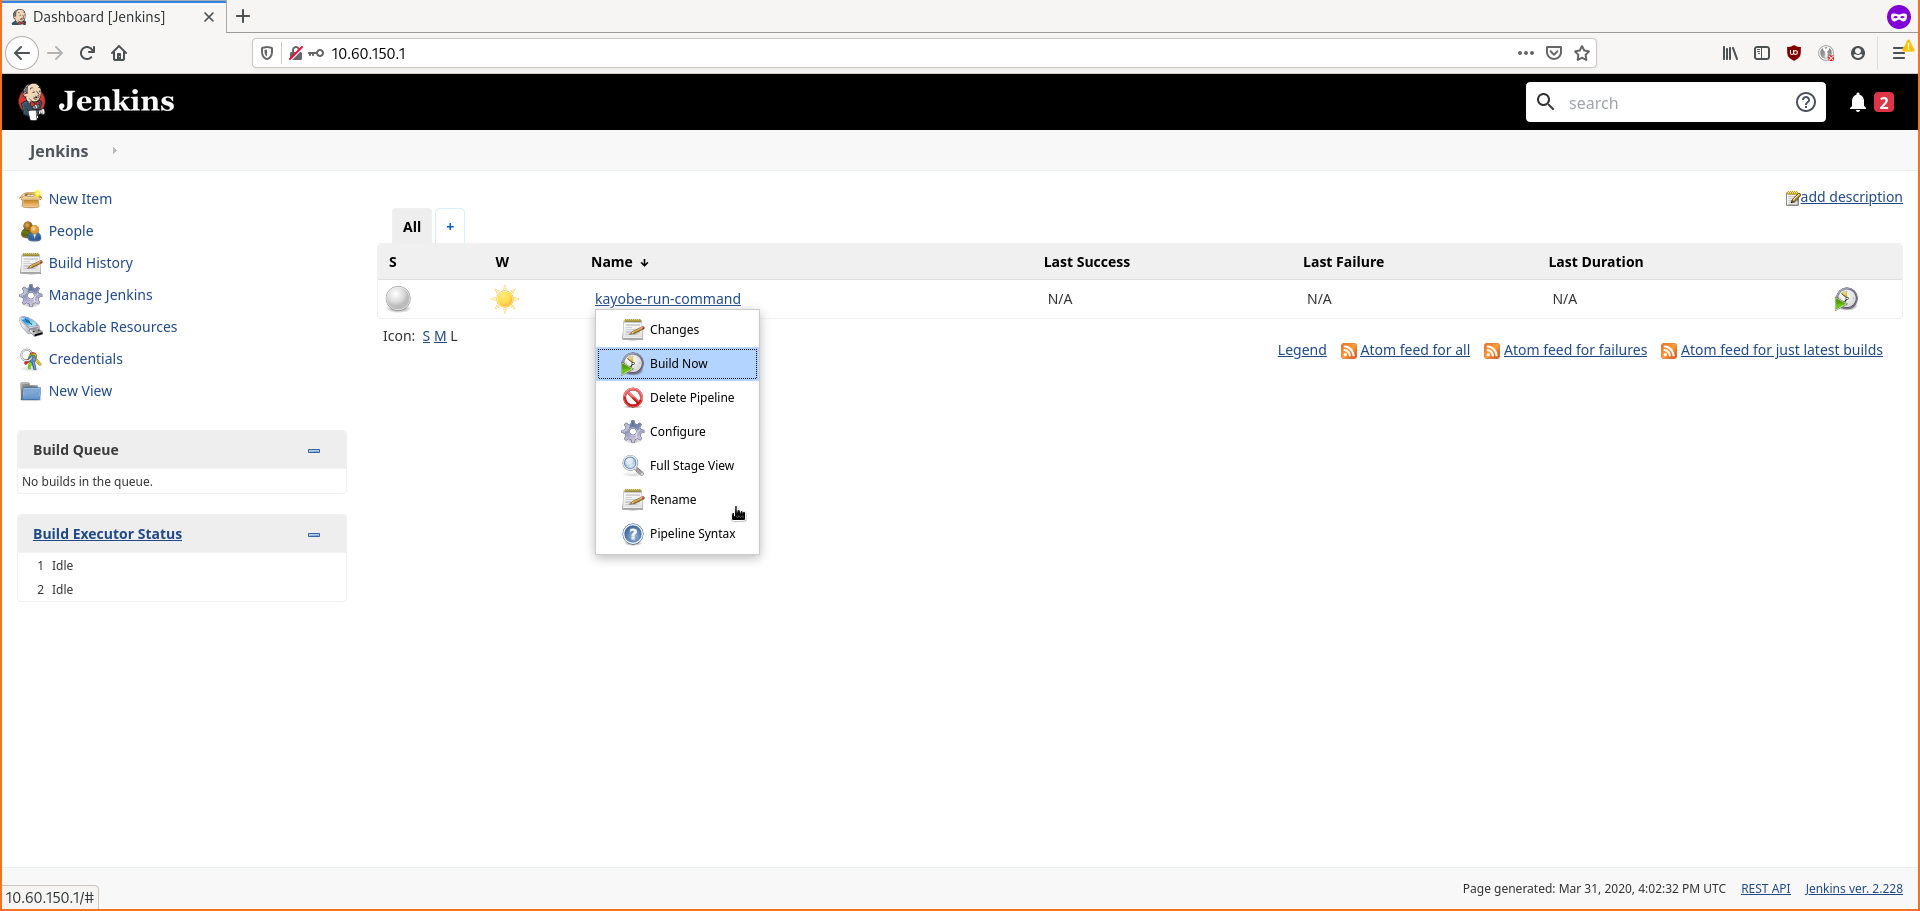 Dashboard [Jenkins]
10.60.150.1
Jenkins
search
2
Jenkins
New Item
People
Build History
Manage Jenkins
Lockable Resources
Credentials
New View
add description
All +
S W Name ↓ Last Success Last Failure Last Duration
kayobe-run-command N/A N/A N/A
Icon: S M L
Legend Atom feed for all Atom feed for failures Atom feed for just latest builds
Changes
Build Now
Delete Pipeline
Configure
Full Stage View
Rename
Pipeline Syntax
Build Queue
No builds in the queue.
Build Executor Status
1 Idle
2 Idle
10.60.150.1/#
Page generated: Mar 31, 2020, 4:02:32 PM UTC REST API Jenkins ver. 2.228